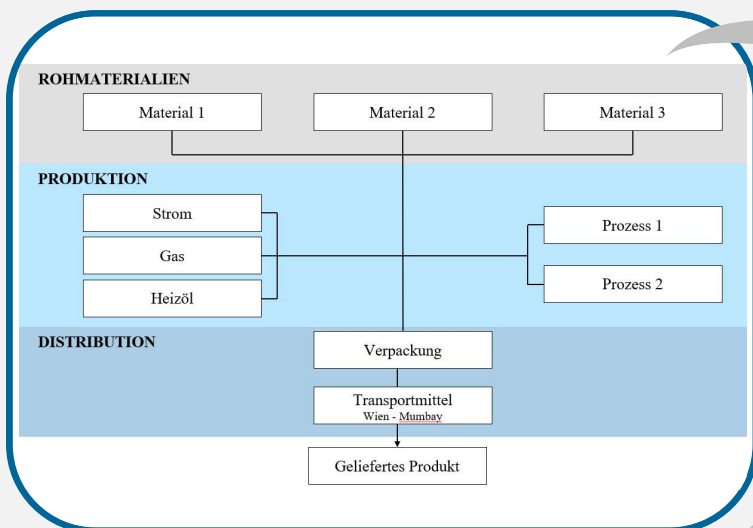 ROHMATERIALIEN
Material 1
Material 2
Material 3
PRODUKTION
Strom
Gas
Heizöl
Prozess 1
Prozess 2
DISTRIBUTION
Verpackung
Transportmittel
Wien - Mumbay
Geliefertes Produkt